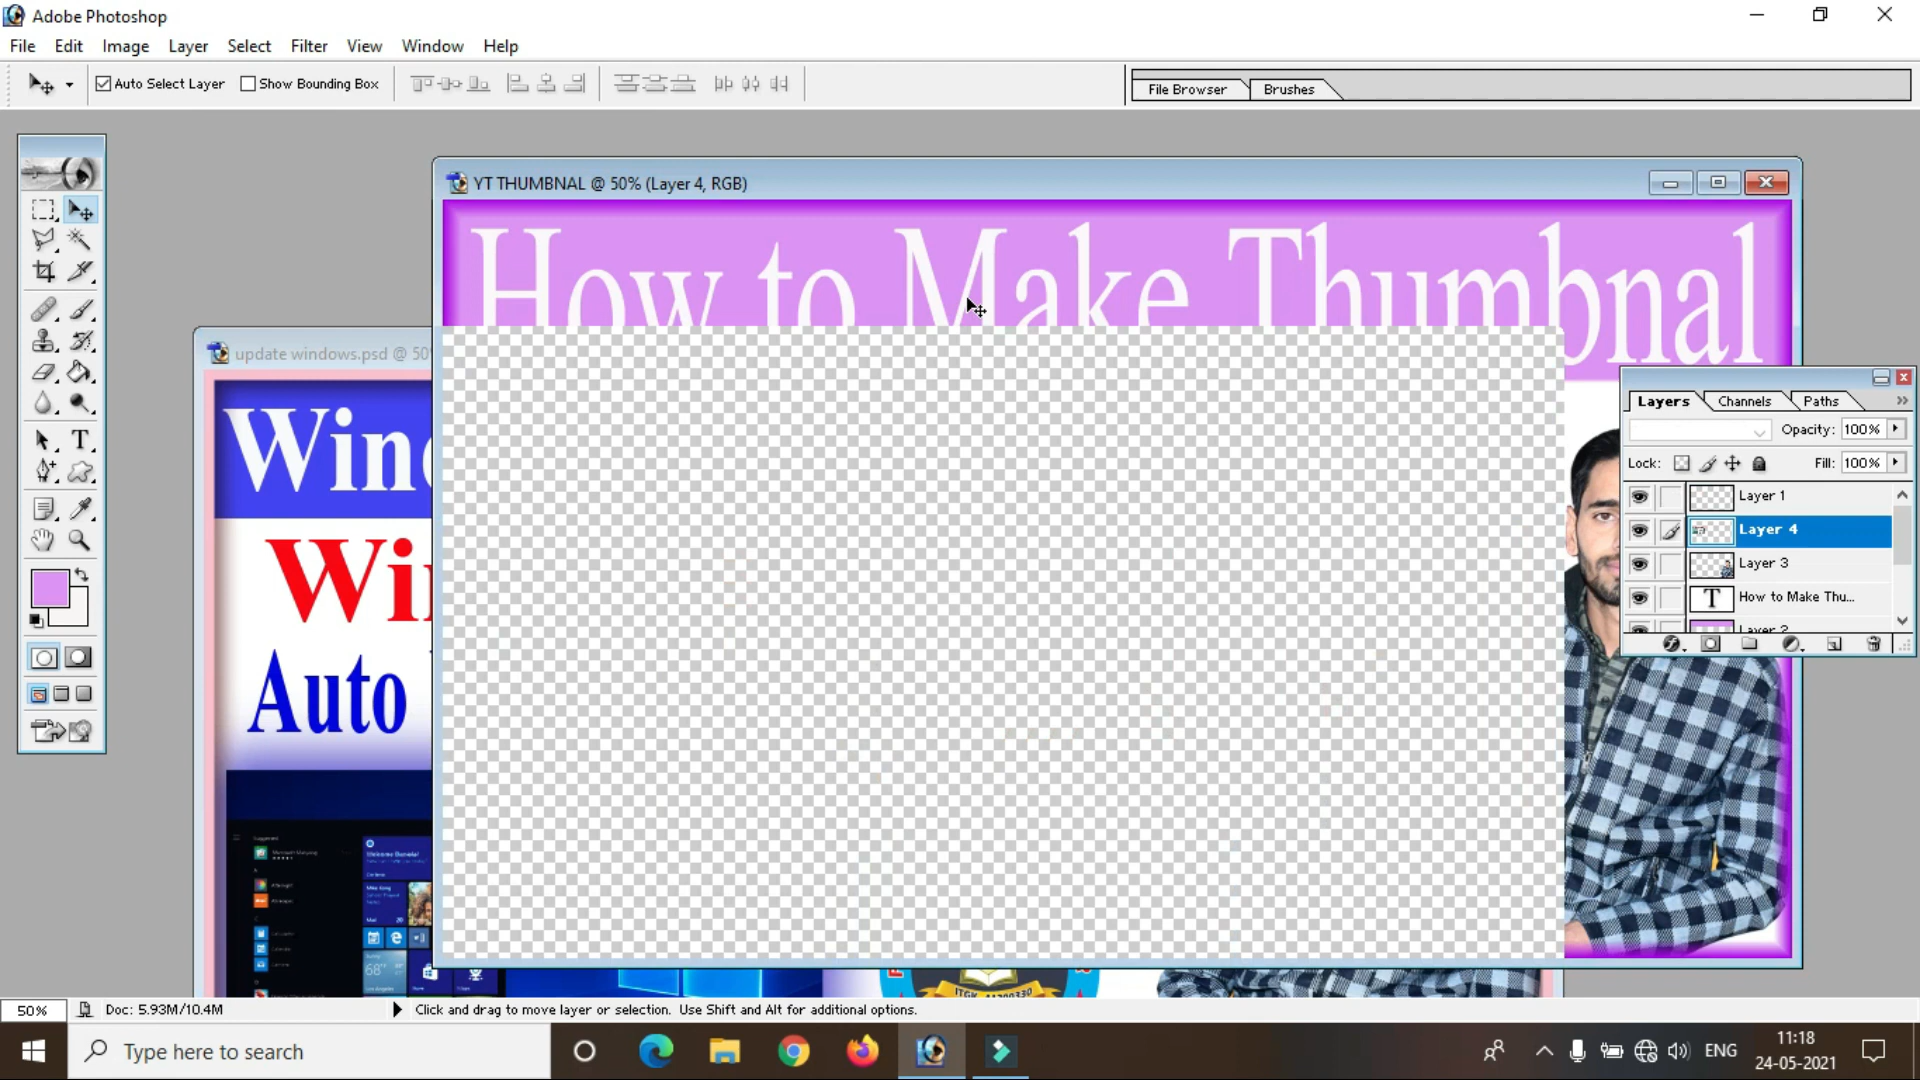 Adobe Photoshop
File Edit Image Layer Select Filter View Window Help
Auto Select Layer Show Bounding Box
File Browser Brushes
YT THUMBNAL @ 50% (Layer 4, RGB)
How to Make Thumbnal
update windows.psd @ 50
Wind
Wi
Auto
Layers Channels Paths
Opacity: 100%
Lock: Fill: 100%
Layer 1
Layer 4
Layer 3
T How to Make Thu...
Layer 2
68°
ITGK
50% Doc: 5.93M/10.4M Click and drag to move layer or selection. Use Shift and Alt for additional options.
Type here to search
ENG
11:18
24-05-2021